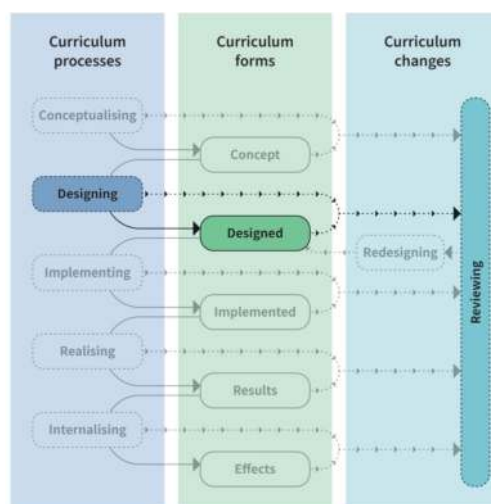 Curriculum
processes
Curriculum
forms
Curriculum
changes
Conceptualising
Concept
Designing
Designed
Redesigning
Implementing
Implemented
Realising
Results
Internalising
Effects
Reviewing